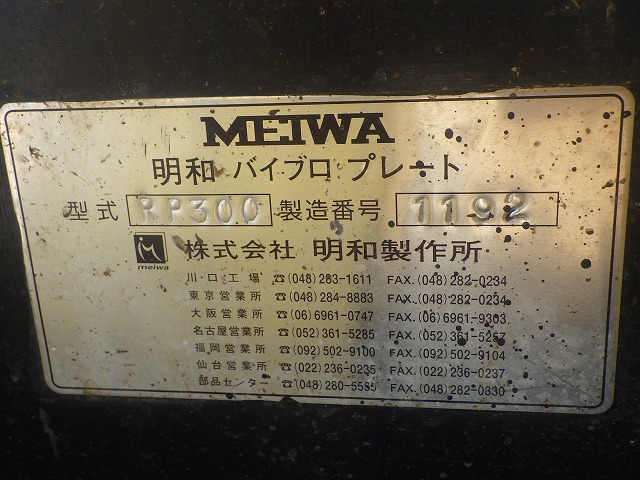 MEIWA
明和 バイブロ プレート
型式 RP300 製造番号 1192
meiwa 株式会社 明和製作所
川・口工場 ☎(048)283-1611 FAX.(048)282-0234
東京営業所 ☎(048)284-8883 FAX.(048)282-0234
大阪営業所 ☎(06)6961-0747 FAX.(06)6961-9303
名古屋営業所 ☎(052)361-5285 FAX.(052)361-5257
福岡営業所 ☎(092)502-9100 FAX.(092)502-9104
仙台営業所 ☎(022)236-0235 FAX.(022)236-0237
部品センター ☎(048)280-5555 FAX.(048)282-0330